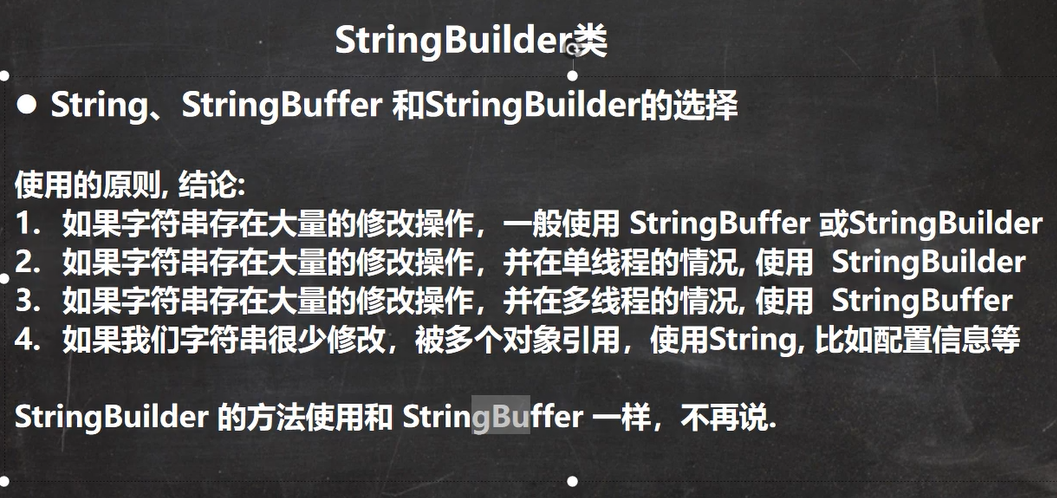 StringBuilder类
● String、StringBuffer 和StringBuilder的选择
使用的原则, 结论:
1. 如果字符串存在大量的修改操作，一般使用 StringBuffer 或StringBuilder
2. 如果字符串存在大量的修改操作，并在单线程的情况, 使用 StringBuilder
3. 如果字符串存在大量的修改操作，并在多线程的情况, 使用 StringBuffer
4. 如果我们字符串很少修改，被多个对象引用，使用String, 比如配置信息等
StringBuilder 的方法使用和 StringBuffer 一样，不再说.